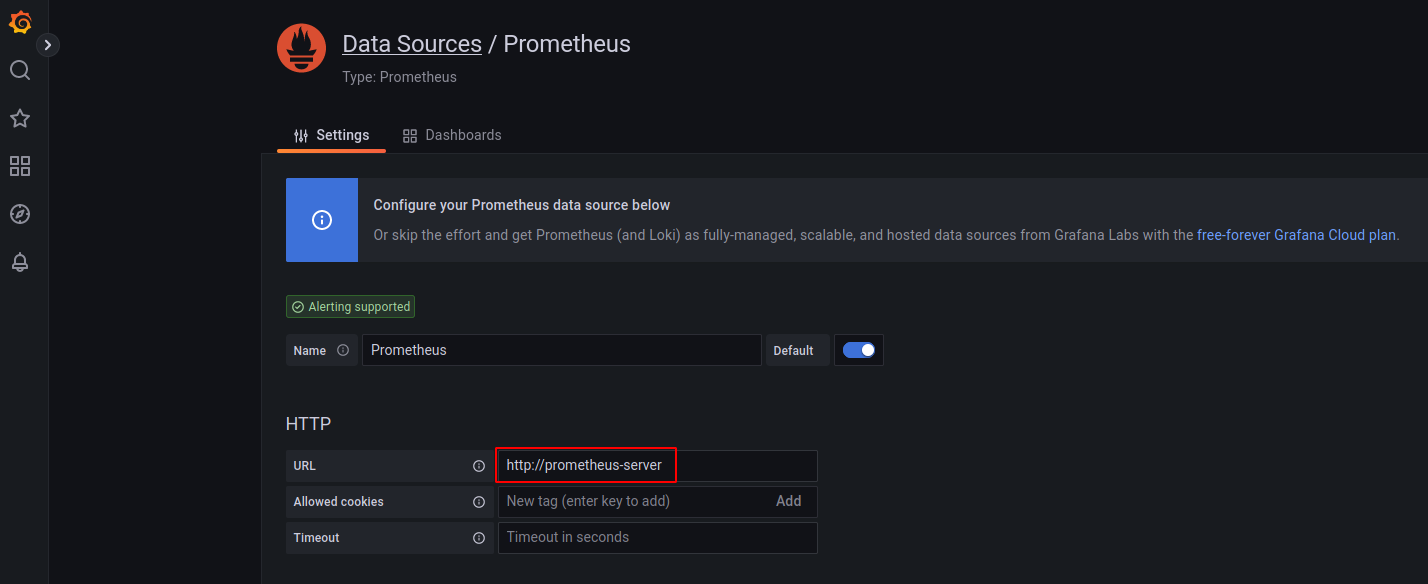 Data Sources / Prometheus
Type: Prometheus
Settings Dashboards
Configure your Prometheus data source below
Or skip the effort and get Prometheus (and Loki) as fully-managed, scalable, and hosted data sources from Grafana Labs with the free-forever Grafana Cloud plan.
Alerting supported
Name Prometheus Default
HTTP
URL http://prometheus-server
Allowed cookies New tag (enter key to add) Add
Timeout Timeout in seconds